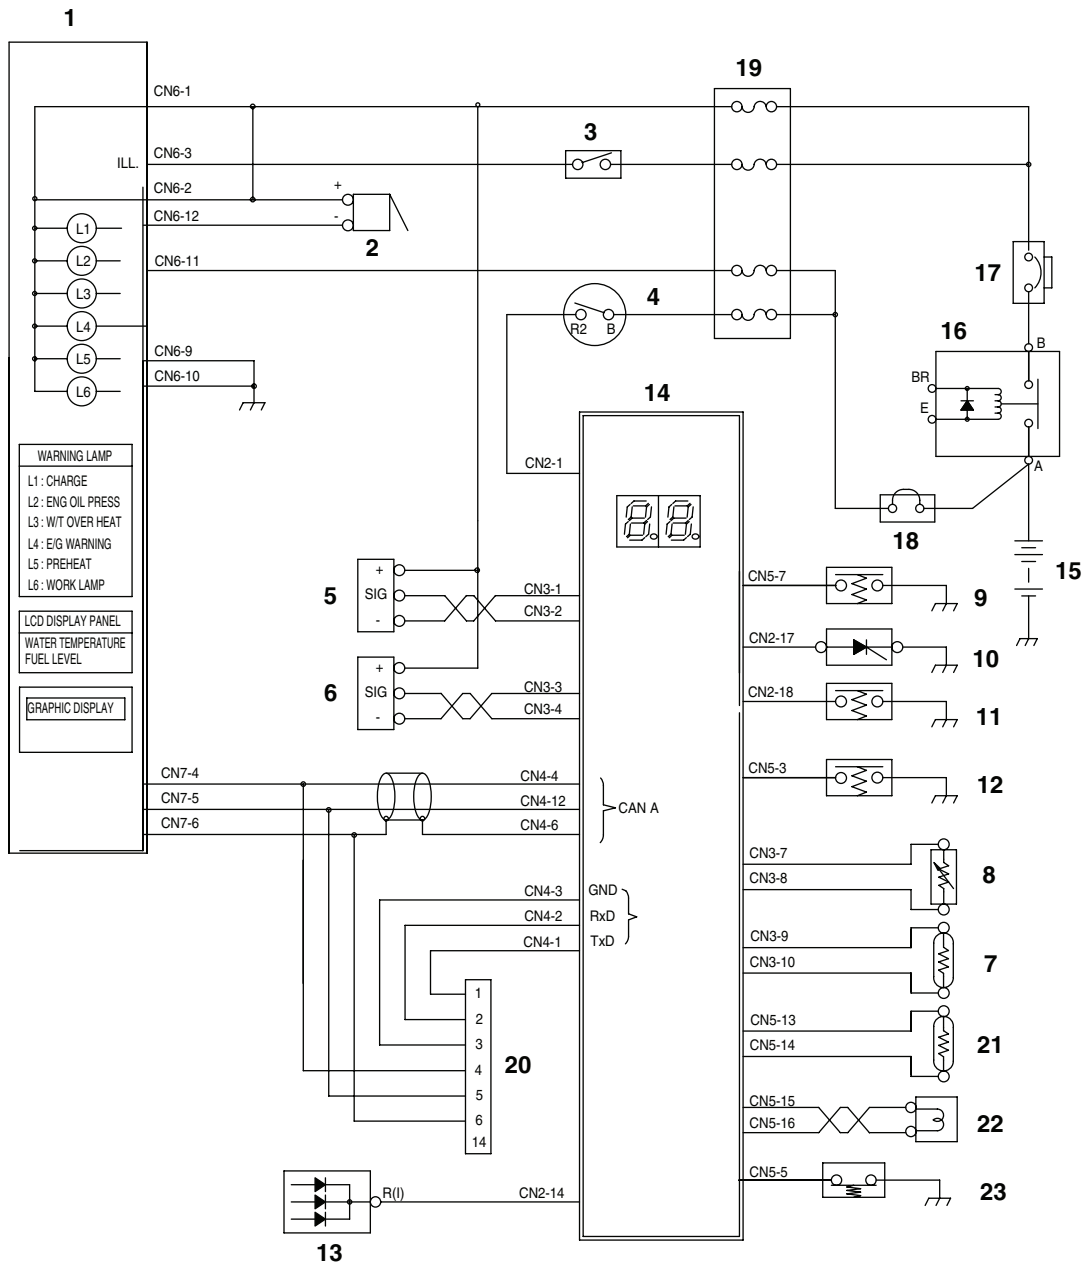 1
CN6-1
19
3
ILL.
CN6-3
CN6-2
+
CN6-12
-
2
L1
L2
CN6-11
L3
L4
L5
CN6-9
L6
CN6-10
4
R2 B
17
16
B
BR
E
A
14
CN2-1
18
15
WARNING LAMP
L1 : CHARGE
L2 : ENG OIL PRESS
L3 : W/T OVER HEAT
L4 : E/G WARNING
L5 : PREHEAT
L6 : WORK LAMP
LCD DISPLAY PANEL
WATER TEMPERATURE
FUEL LEVEL
GRAPHIC DISPLAY
8.8.
5
+
SIG
-
CN3-1
CN3-2
6
+
SIG
-
CN3-3
CN3-4
CN5-7
9
CN2-17
10
CN2-18
11
CN5-3
12
CN7-4
CN4-4
CN7-5
CN4-12
CAN A
CN7-6
CN4-6
CN3-7
CN3-8
8
CN4-3
GND
CN4-2
RxD
CN4-1
TxD
CN3-9
CN3-10
7
1
2
3
4
5
6
14
20
CN5-13
CN5-14
21
CN5-15
CN5-16
22
CN5-5
23
R(I)
CN2-14
13